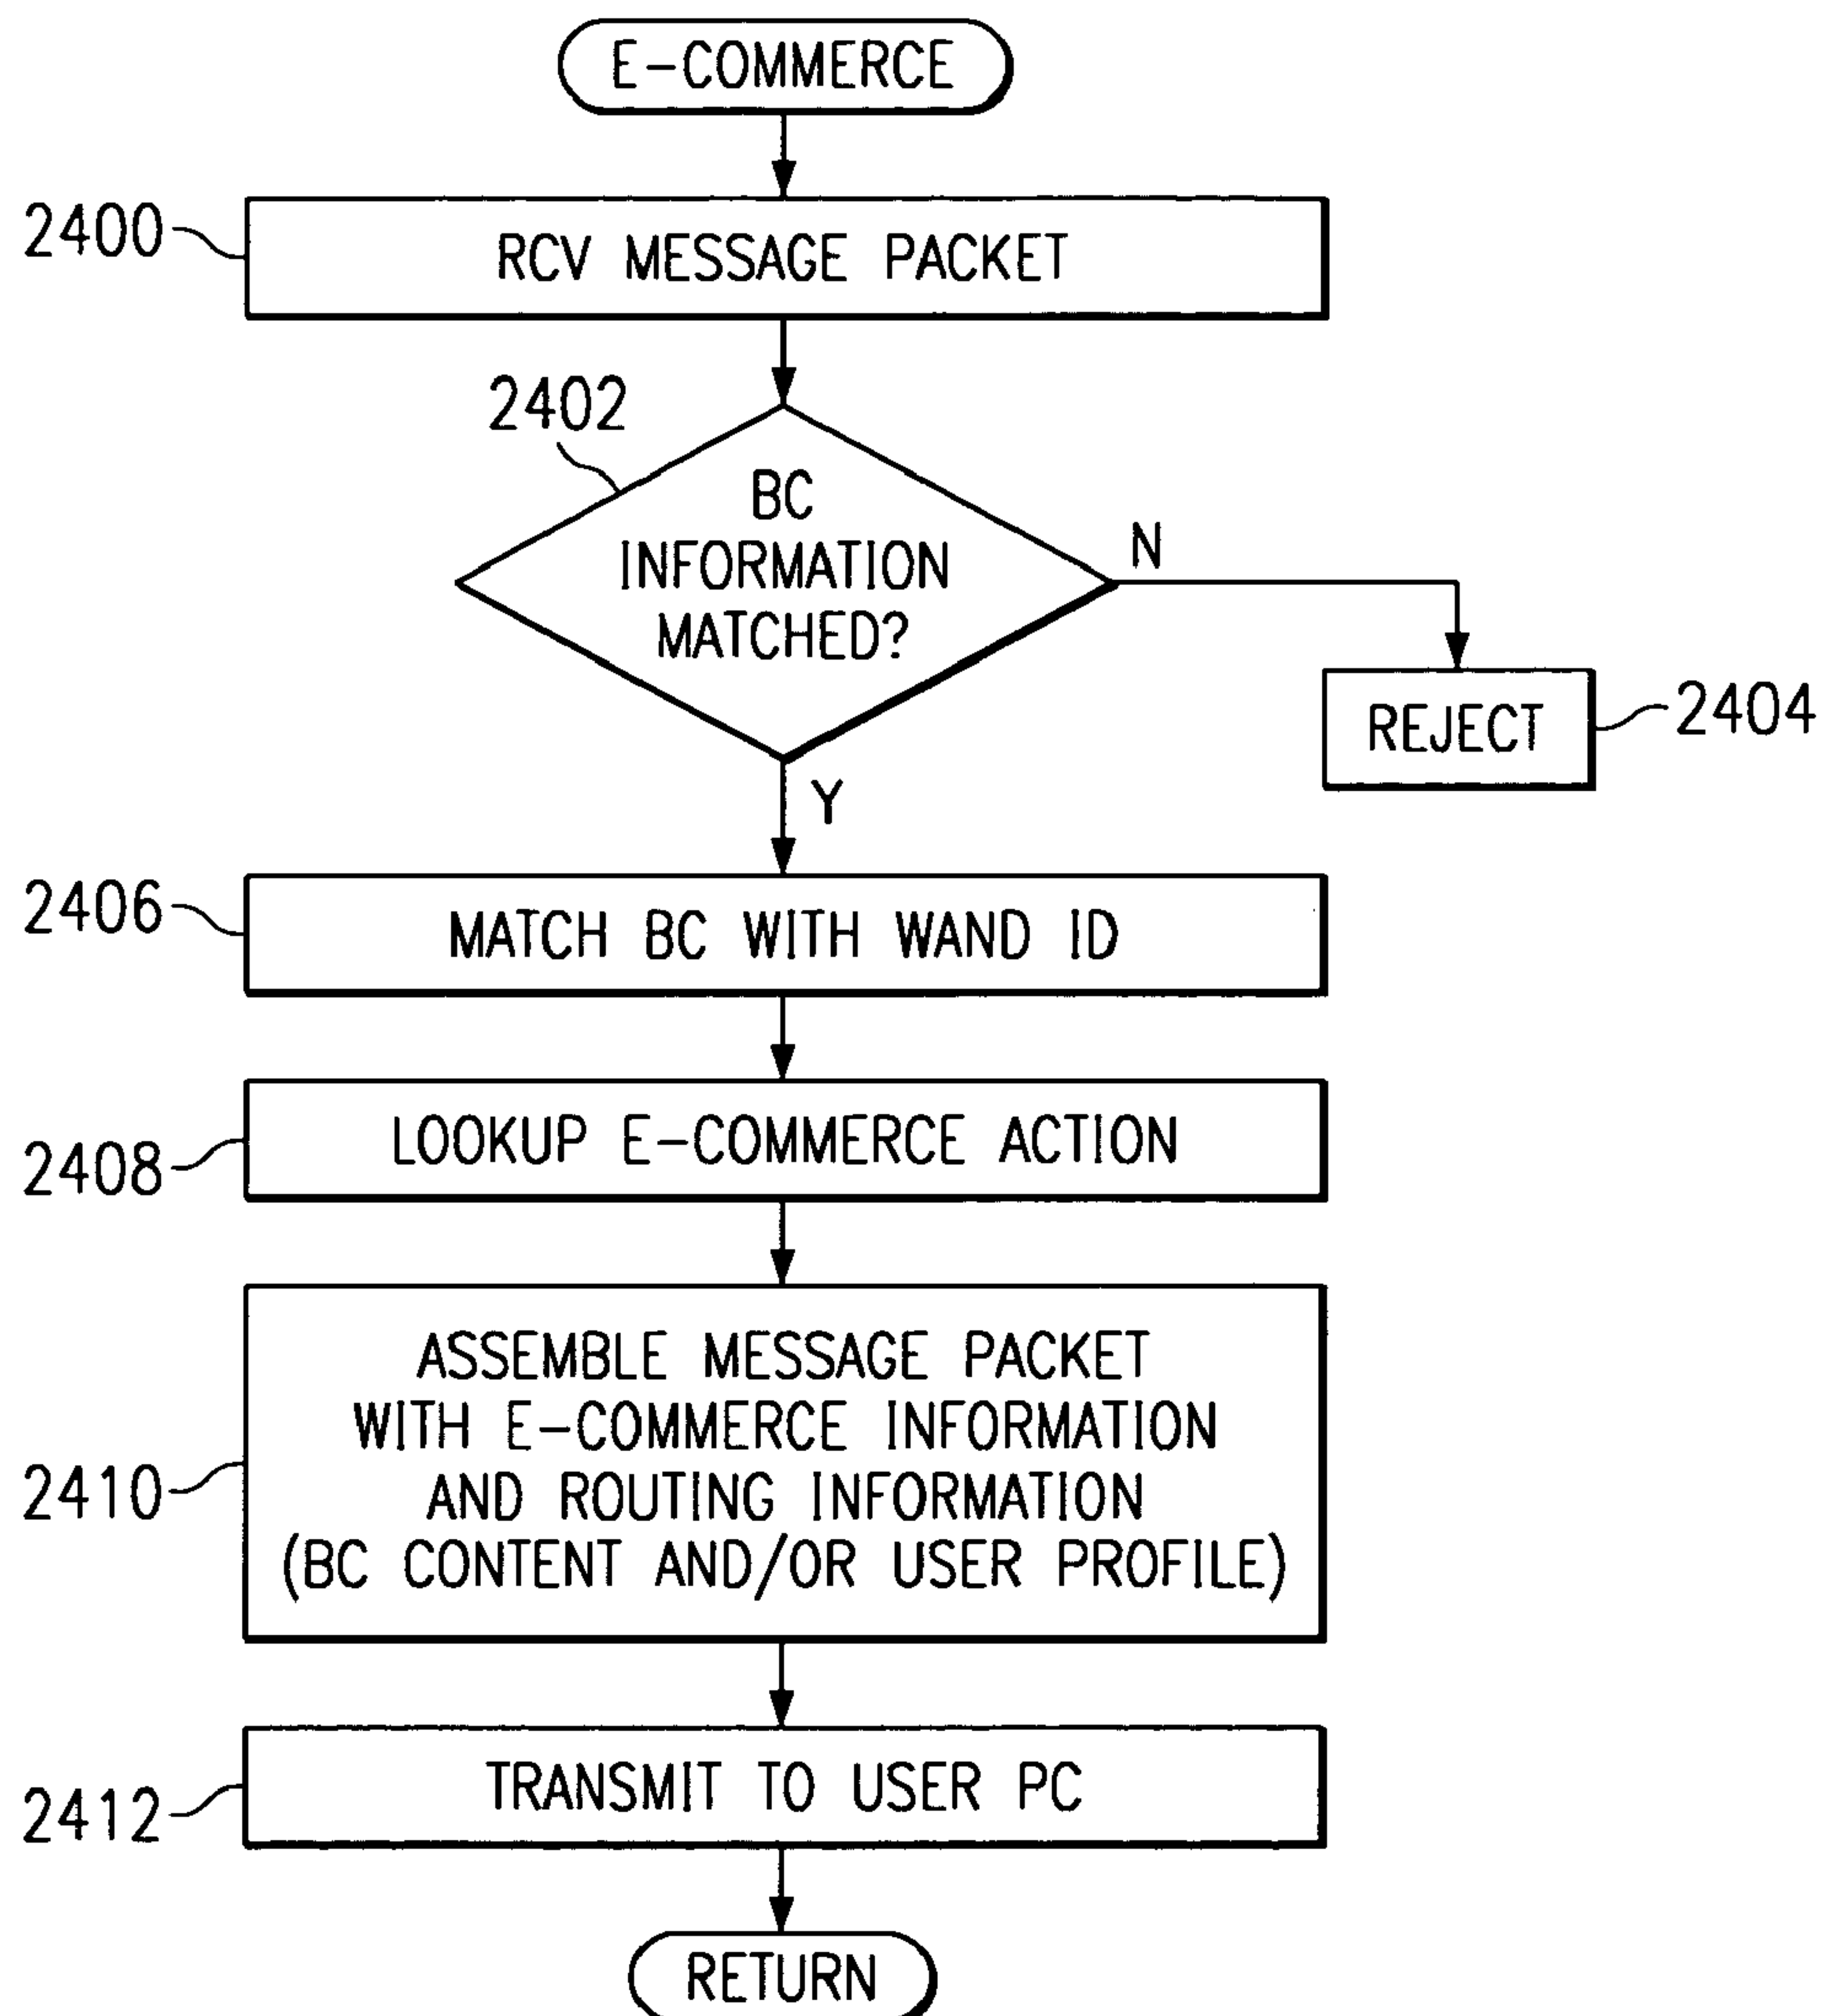 E-COMMERCE
2400
RCV MESSAGE PACKET
2402
BC
INFORMATION
MATCHED?
N
REJECT
2404
Y
2406
MATCH BC WITH WAND ID
LOOKUP E-COMMERCE ACTION
2408
ASSEMBLE MESSAGE PACKET
WITH E-COMMERCE INFORMATION
AND ROUTING INFORMATION
(BC CONTENT AND/OR USER PROFILE)
2410
TRANSMIT TO USER PC
2412
RETURN